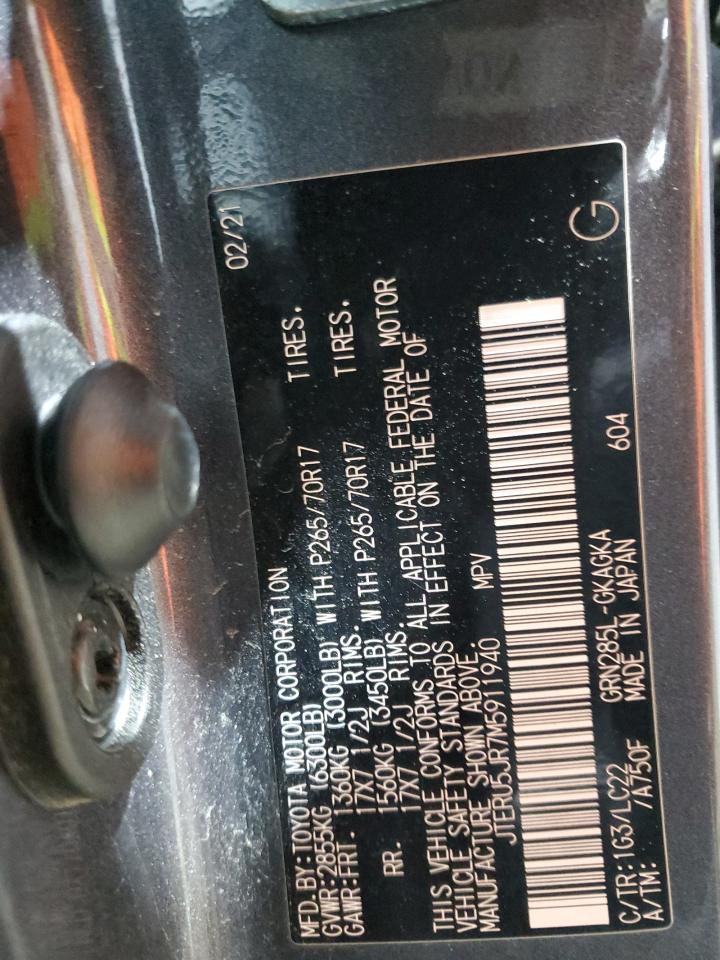 MFD.BY:TOYOTA MOTOR CORPORATION 02/21
GVWR:2855KG (6300LB)
GAWR:FRT. 1360KG (3000LB) WITH P265/70R17 TIRES.
17X7 1/2J RIMS.
RR. 1560KG (3450LB) WITH P265/70R17 TIRES.
17X7 1/2J RIMS.
THIS VEHICLE CONFORMS TO ALL APPLICABLE FEDERAL MOTOR
VEHICLE SAFETY STANDARDS IN EFFECT ON THE DATE OF
MANUFACTURE SHOWN ABOVE.
JTERU5JR7M5911940 MPV
C/TR:1G3/LC22 GRN285L-GKAGKA 604 G
A/TM: /A750F MADE IN JAPAN